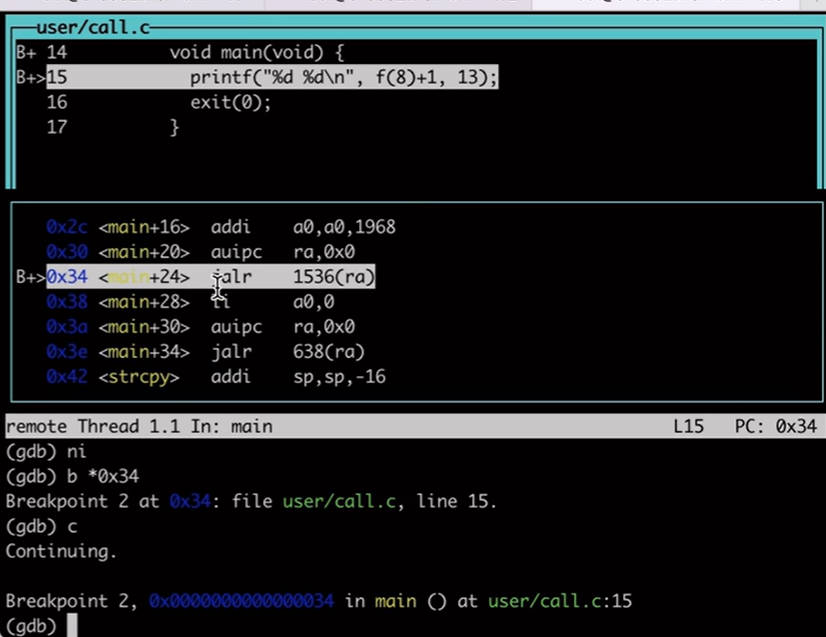 user/call.c
B+ 14 void main(void) {
B+>15 printf("%d %d\n", f(8)+1, 13);
16 exit(0);
17 }
0x2c <main+16> addi a0,a0,1968
0x30 <main+20> auipc ra,0x0
B+>0x34 <main+24> jalr 1536(ra)
0x38 <main+28> li a0,0
0x3a <main+30> auipc ra,0x0
0x3e <main+34> jalr 638(ra)
0x42 <strcpy> addi sp,sp,-16
remote Thread 1.1 In: main L15 PC: 0x34
(gdb) ni
(gdb) b *0x34
Breakpoint 2 at 0x34: file user/call.c, line 15.
(gdb) c
Continuing.
Breakpoint 2, 0x0000000000000034 in main () at user/call.c:15
(gdb)